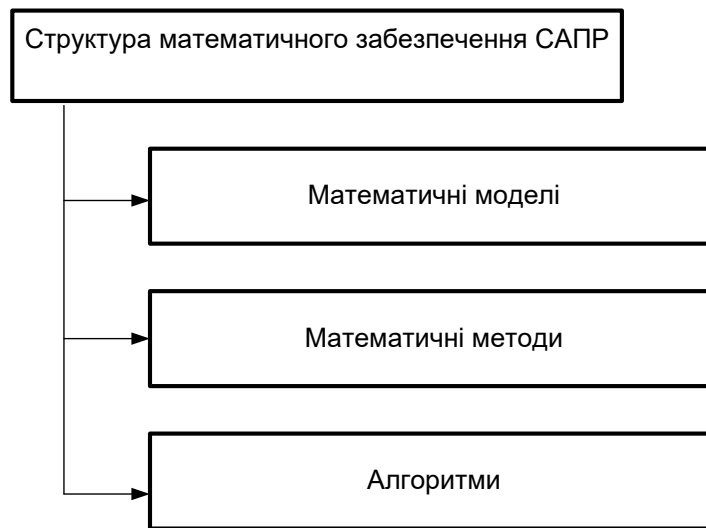 Структура математичного забезпечення САПР
Математичні моделі
Математичні методи
Алгоритми